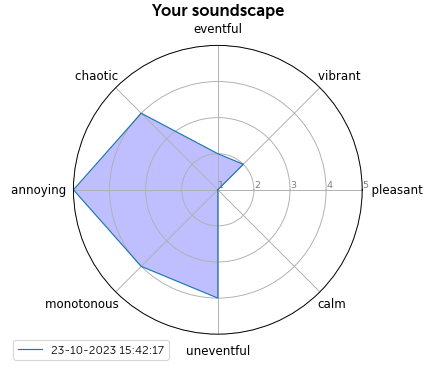 Your soundscape
eventful
chaotic
vibrant
annoying
1 2 3 4 5
pleasant
monotonous
calm
uneventful
23-10-2023 15:42:17